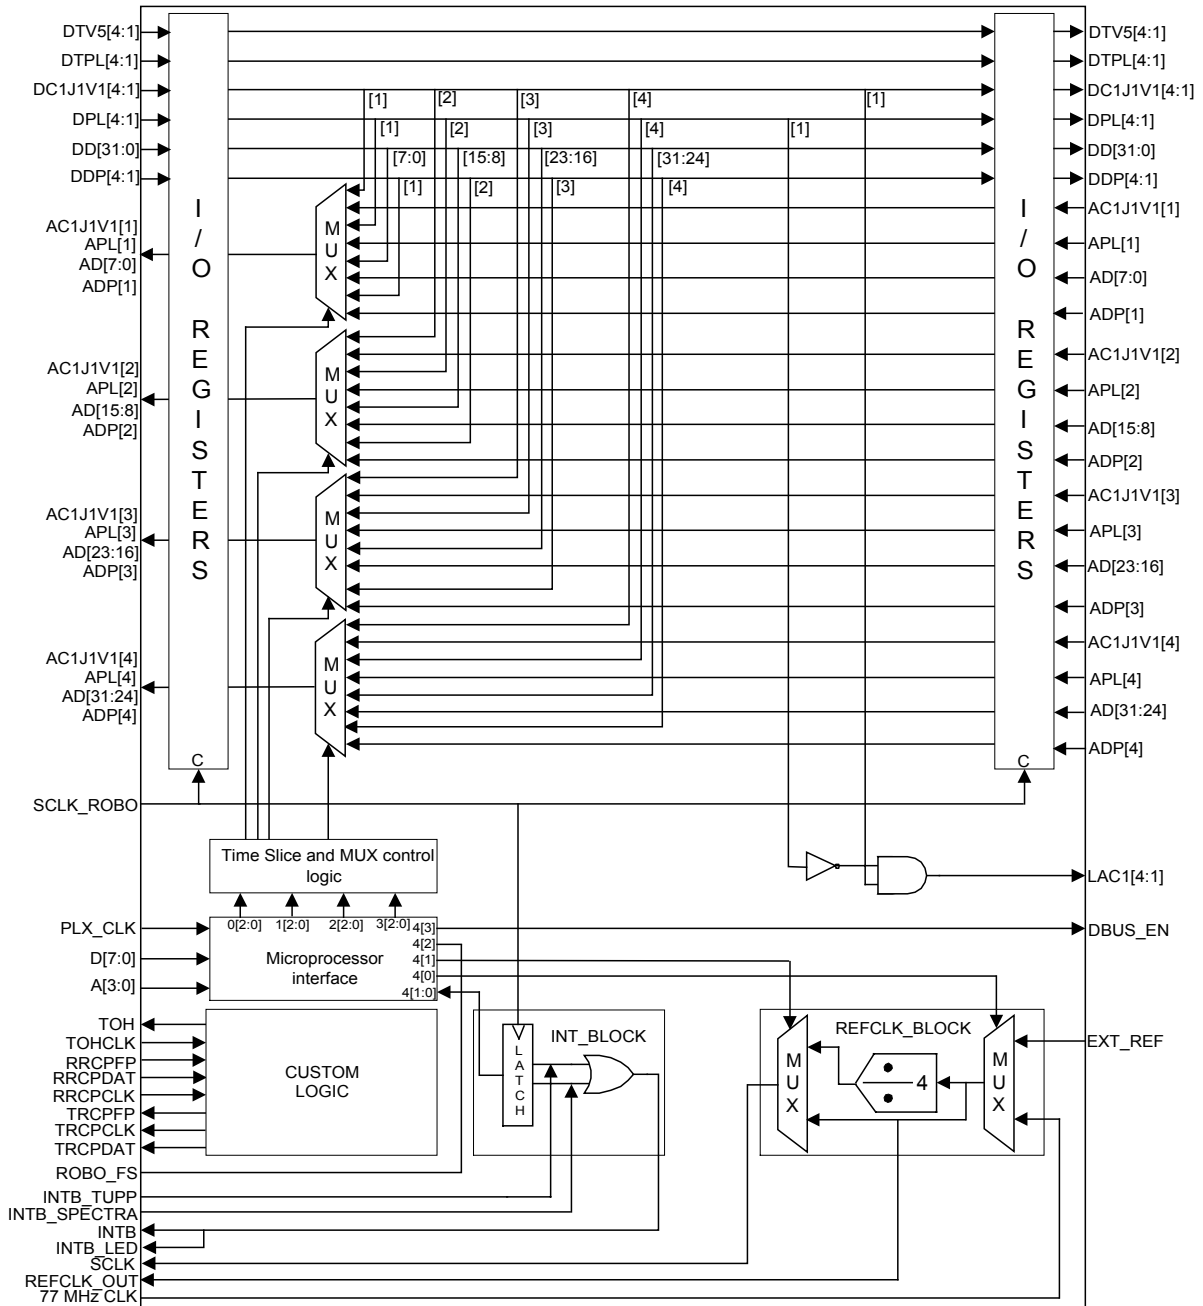 DTV5[4:1]
DTPL[4:1]
DC1J1V1[4:1]
DPL[4:1]
DD[31:0]
DDP[4:1]
AC1J1V1[1]
APL[1]
AD[7:0]
ADP[1]
AC1J1V1[2]
APL[2]
AD[15:8]
ADP[2]
AC1J1V1[3]
APL[3]
AD[23:16]
ADP[3]
AC1J1V1[4]
APL[4]
AD[31:24]
ADP[4]
I/O REGISTERS
C
[1] [2] [3] [4] [1]
[1] [2] [3] [4] [1]
[7:0] [15:8] [23:16] [31:24]
[1] [2] [3] [4]
MUX
MUX
MUX
MUX
I/O REGISTERS
C
DTV5[4:1]
DTPL[4:1]
DC1J1V1[4:1]
DPL[4:1]
DD[31:0]
DDP[4:1]
AC1J1V1[1]
APL[1]
AD[7:0]
ADP[1]
AC1J1V1[2]
APL[2]
AD[15:8]
ADP[2]
AC1J1V1[3]
APL[3]
AD[23:16]
ADP[3]
AC1J1V1[4]
APL[4]
AD[31:24]
ADP[4]
SCLK_ROBO
Time Slice and MUX control
logic
LAC1[4:1]
PLX_CLK
D[7:0]
A[3:0]
0[2:0] 1[2:0] 2[2:0] 3[2:0]
4[3]
4[2]
4[1]
4[0]
4[1:0]
Microprocessor
interface
DBUS_EN
TOH
TOHCLK
RRCPFP
RRCPDAT
RRCPCLK
TRCPFP
TRCPCLK
TRCPDAT
CUSTOM
LOGIC
INT_BLOCK
LATCH
REFCLK_BLOCK
MUX
4
MUX
EXT_REF
ROBO_FS
INTB_TUPP
INTB_SPECTRA
INTB
INTB_LED
SCLK
REFCLK_OUT
77 MHz CLK